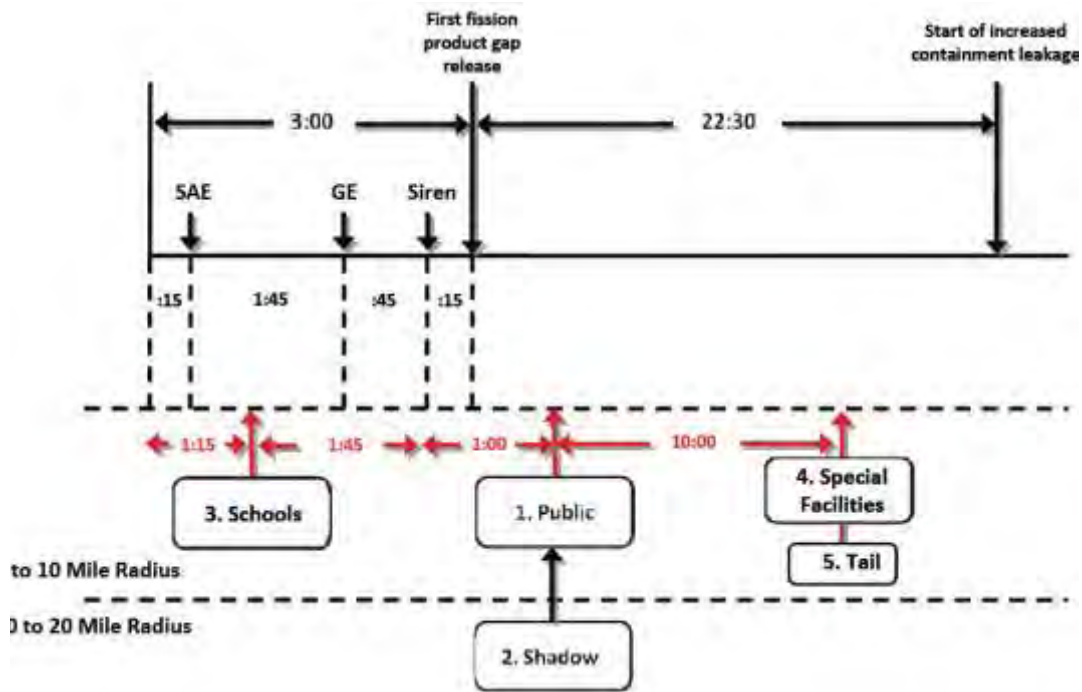 First fission
product gap
release
Start of increased
containment leakage
3:00
22:30
SAE
GE
Siren
:15
1:45
:45
:15
1:15
1:45
1:00
10:00
3. Schools
1. Public
4. Special
Facilities
5. Tail
to 10 Mile Radius
0 to 20 Mile Radius
2. Shadow